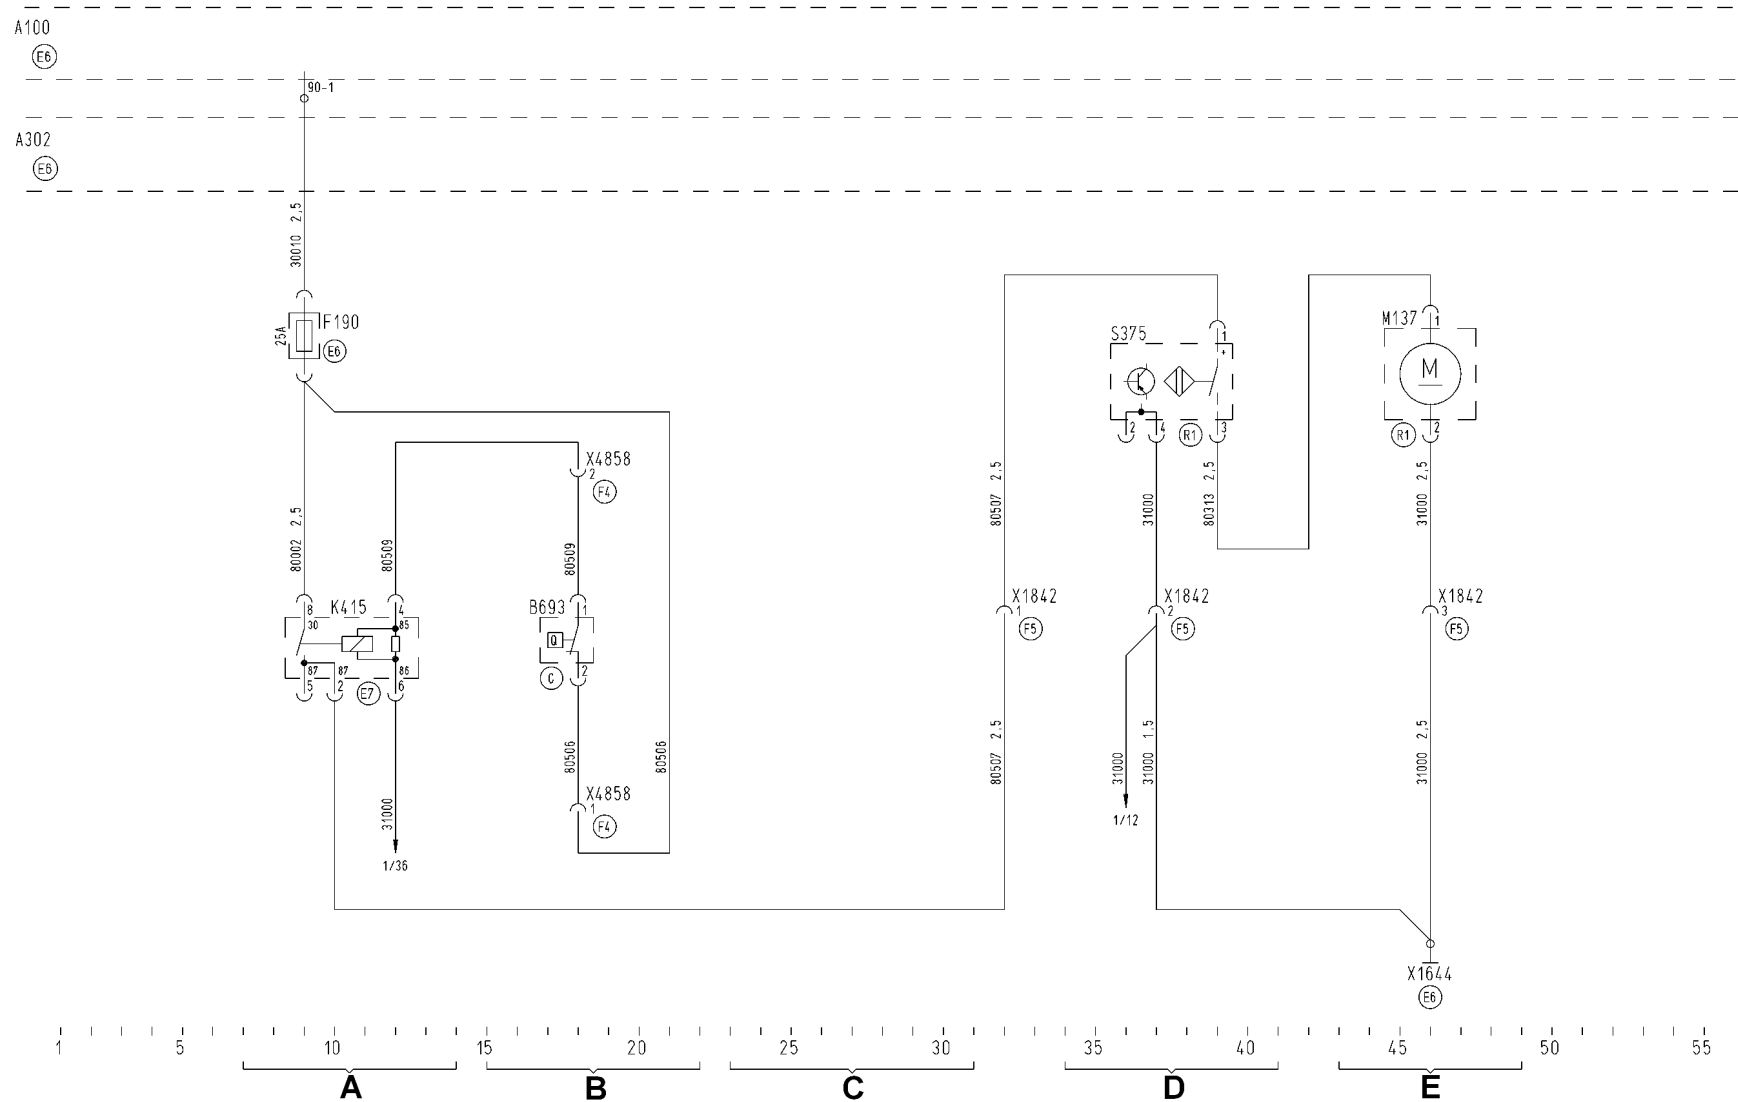 A100
E6
90-1
A302
E6
30010 2,5
25A
F190
E6
M137
1
S375
1
+
M
2
4
R1
3
R1
2
X4858
2
F4
80507 2,5
31000
80313 2,5
31000 2,5
80002 2,5
80509
80509
8
K415
4
B693
1
X1842
1
F5
X1842
2
F5
X1842
3
F5
30
85
Q
87
87
86
5
2
E7
6
C
2
80506
80506
80507 2,5
31000
31000 1,5
31000 2,5
31000
X4858
1
F4
1/12
1/36
X1644
E6
1 5 10 15 20 25 30 35 40 45 50 55
A B C D E